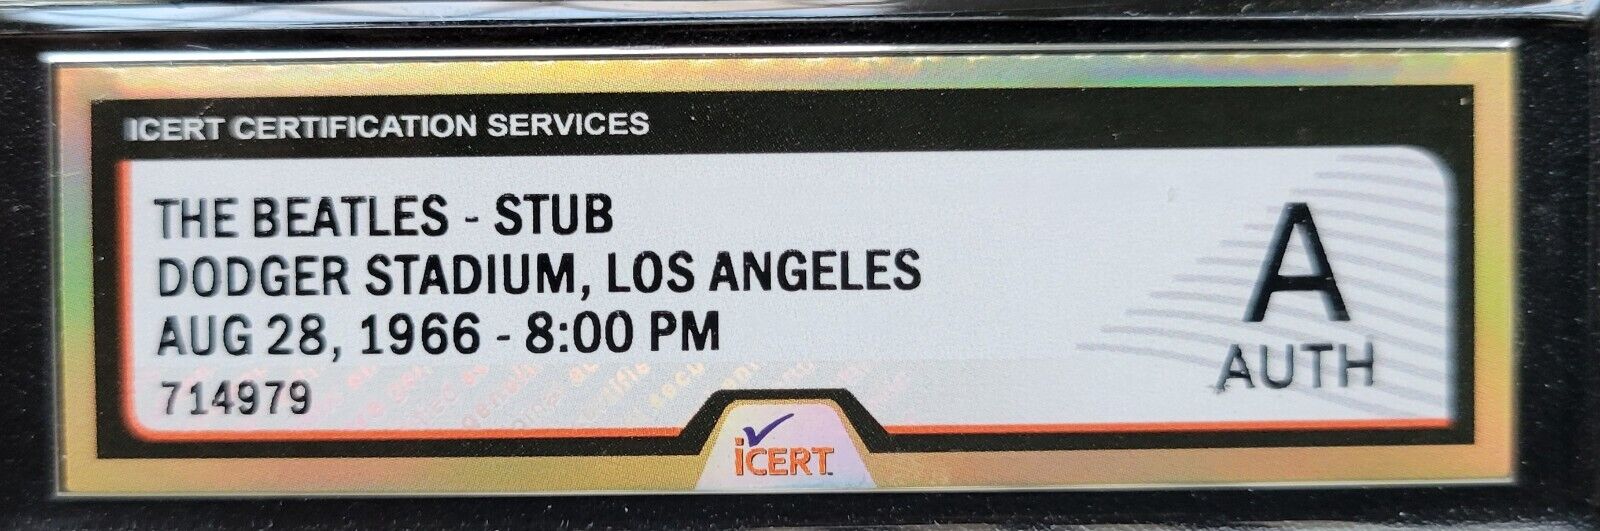 ICERT CERTIFICATION SERVICES
THE BEATLES - STUB
DODGER STADIUM, LOS ANGELES
AUG 28, 1966 - 8:00 PM
714979
A
AUTH
iCERT